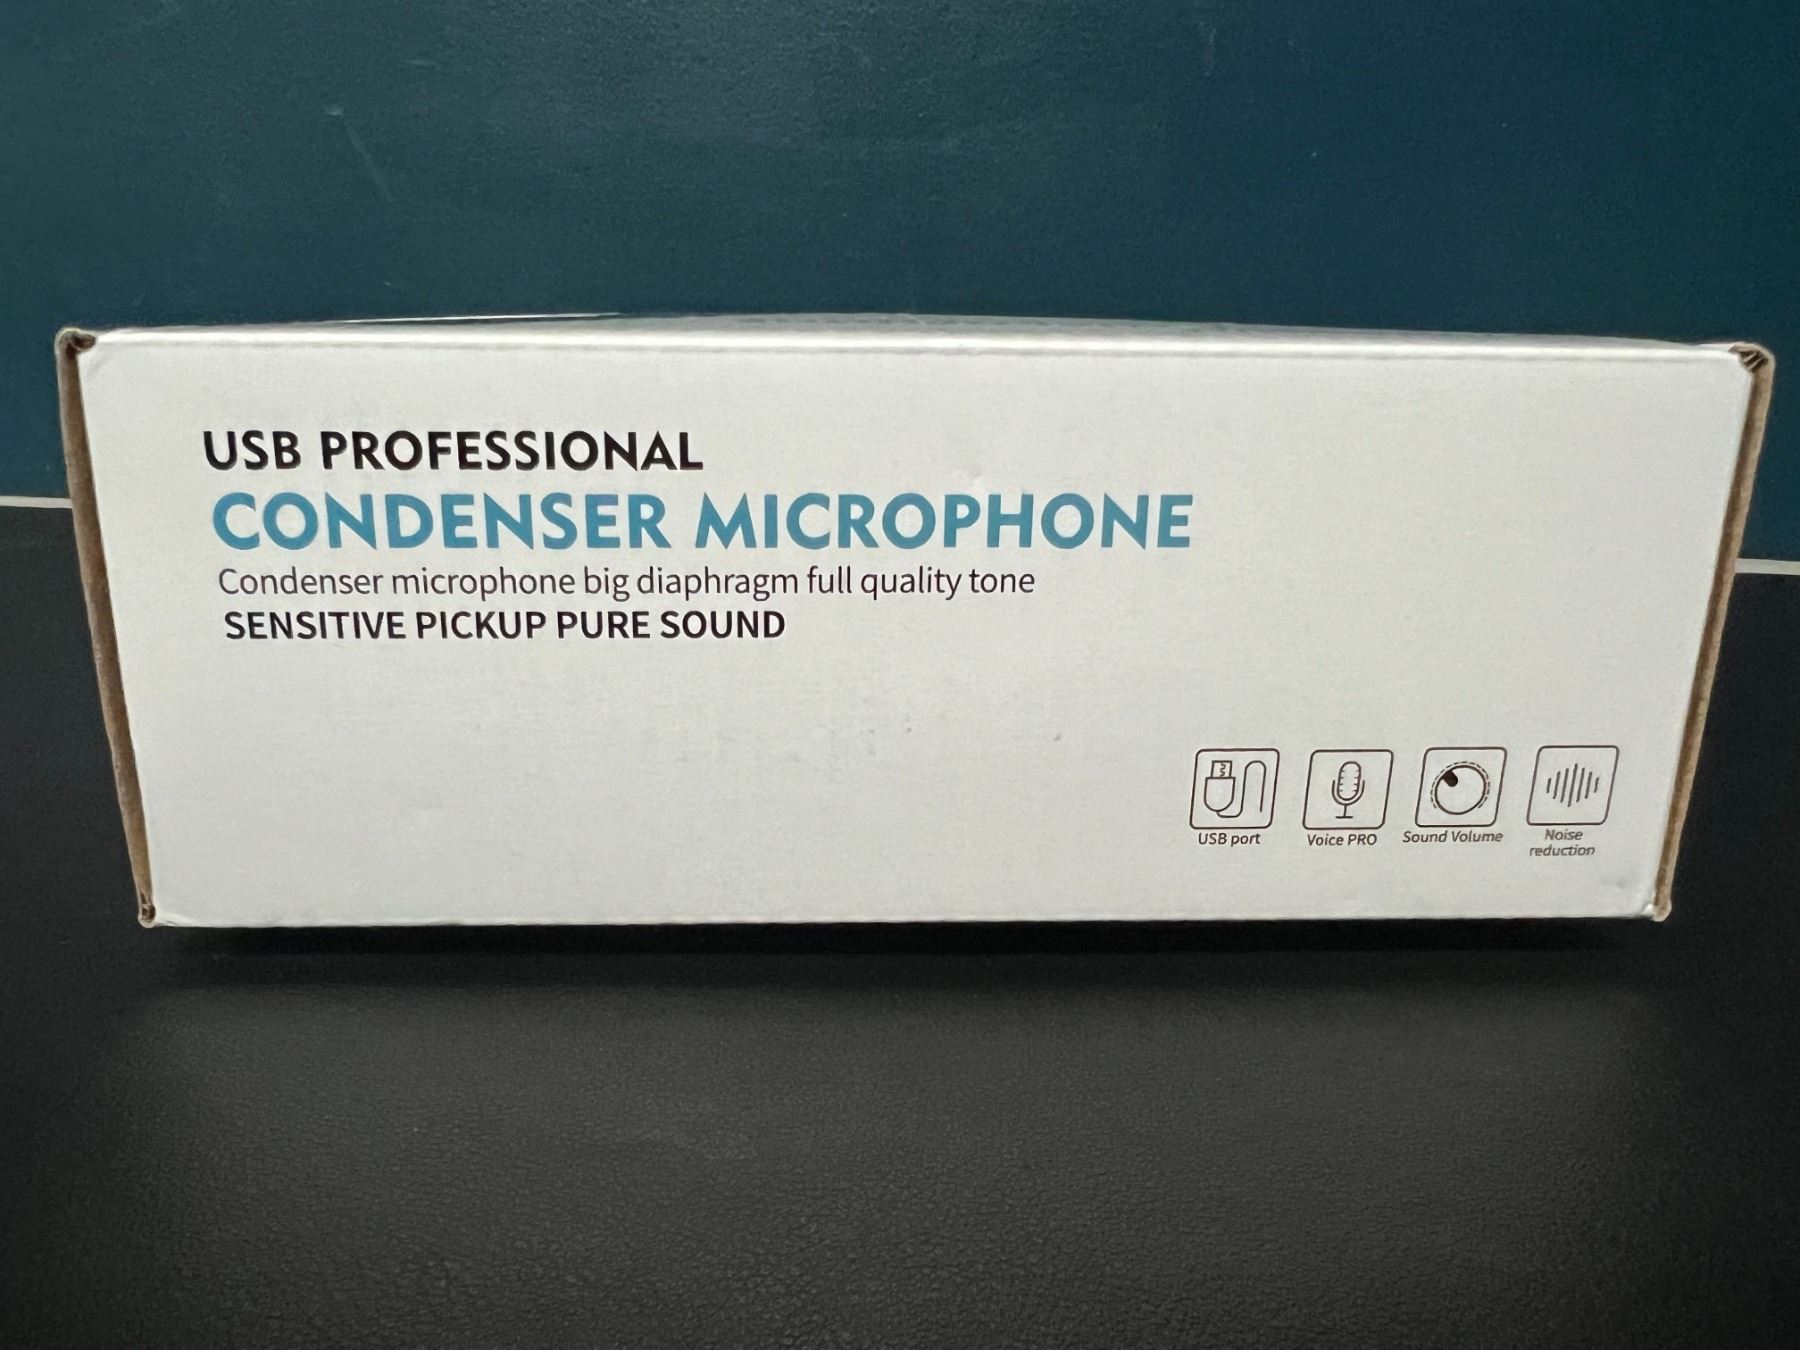 USB PROFESSIONAL
CONDENSER MICROPHONE
Condenser microphone big diaphragm full quality tone
SENSITIVE PICKUP PURE SOUND
USB port
Voice PRO
Sound Volume
Noise
reduction